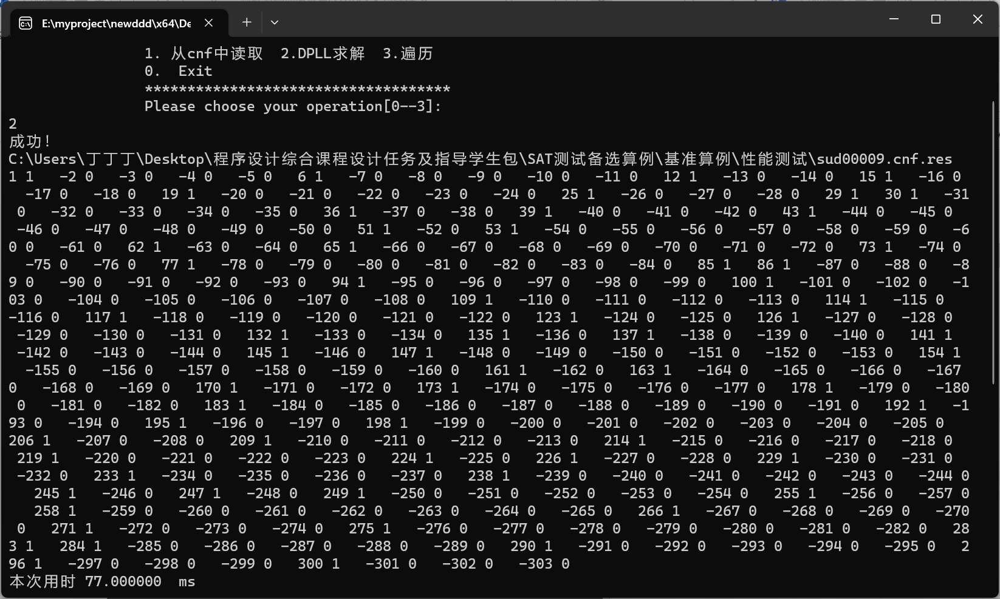 E:\myproject\newddd\x64\De
1. 从cnf中读取  2.DPLL求解  3.遍历
0.  Exit
************************************
Please choose your operation[0--3]:
2
成功!
C:\Users\丁丁丁\Desktop\程序设计综合课程设计任务及指导学生包\SAT测试备选算例\基准算例\性能测试\sud00009.cnf.res
1 1   -2 0   -3 0   -4 0   -5 0   6 1   -7 0   -8 0   -9 0   -10 0   -11 0   12 1   -13 0   -14 0   15 1   -16 0
-17 0   -18 0   19 1   -20 0   -21 0   -22 0   -23 0   -24 0   25 1   -26 0   -27 0   -28 0   29 1   30 1   -31
0   -32 0   -33 0   -34 0   -35 0   36 1   -37 0   -38 0   39 1   -40 0   -41 0   -42 0   43 1   -44 0   -45 0
-46 0   -47 0   -48 0   -49 0   -50 0   51 1   -52 0   53 1   -54 0   -55 0   -56 0   -57 0   -58 0   -59 0   -6
0 0   -61 0   62 1   -63 0   -64 0   65 1   -66 0   -67 0   -68 0   -69 0   -70 0   -71 0   -72 0   73 1   -74 0
-75 0   -76 0   77 1   -78 0   -79 0   -80 0   -81 0   -82 0   -83 0   -84 0   85 1   86 1   -87 0   -88 0   -8
9 0   -90 0   -91 0   -92 0   -93 0   94 1   -95 0   -96 0   -97 0   -98 0   -99 0   100 1   -101 0   -102 0   -1
03 0   -104 0   -105 0   -106 0   -107 0   -108 0   109 1   -110 0   -111 0   -112 0   -113 0   114 1   -115 0
-116 0   117 1   -118 0   -119 0   -120 0   -121 0   -122 0   123 1   -124 0   -125 0   126 1   -127 0   -128 0
-129 0   -130 0   -131 0   132 1   -133 0   -134 0   135 1   -136 0   137 1   -138 0   -139 0   -140 0   141 1
-142 0   -143 0   -144 0   145 1   -146 0   147 1   -148 0   -149 0   -150 0   -151 0   -152 0   -153 0   154 1
-155 0   -156 0   -157 0   -158 0   -159 0   -160 0   161 1   -162 0   163 1   -164 0   -165 0   -166 0   -167
0   -168 0   -169 0   170 1   -171 0   -172 0   173 1   -174 0   -175 0   -176 0   -177 0   178 1   -179 0   -180
0   -181 0   -182 0   183 1   -184 0   -185 0   -186 0   -187 0   -188 0   -189 0   -190 0   -191 0   192 1   -1
93 0   -194 0   195 1   -196 0   -197 0   198 1   -199 0   -200 0   -201 0   -202 0   -203 0   -204 0   -205 0
206 1   -207 0   -208 0   209 1   -210 0   -211 0   -212 0   -213 0   214 1   -215 0   -216 0   -217 0   -218 0
219 1   -220 0   -221 0   -222 0   -223 0   224 1   -225 0   226 1   -227 0   -228 0   229 1   -230 0   -231 0
-232 0   233 1   -234 0   -235 0   -236 0   -237 0   238 1   -239 0   -240 0   -241 0   -242 0   -243 0   -244 0
245 1   -246 0   247 1   -248 0   249 1   -250 0   -251 0   -252 0   -253 0   -254 0   255 1   -256 0   -257 0
258 1   -259 0   -260 0   -261 0   -262 0   -263 0   -264 0   -265 0   266 1   -267 0   -268 0   -269 0   -270
0   271 1   -272 0   -273 0   -274 0   275 1   -276 0   -277 0   -278 0   -279 0   -280 0   -281 0   -282 0   28
3 1   284 1   -285 0   -286 0   -287 0   -288 0   -289 0   290 1   -291 0   -292 0   -293 0   -294 0   -295 0   2
96 1   -297 0   -298 0   -299 0   300 1   -301 0   -302 0   -303 0
本次用时 77.000000  ms